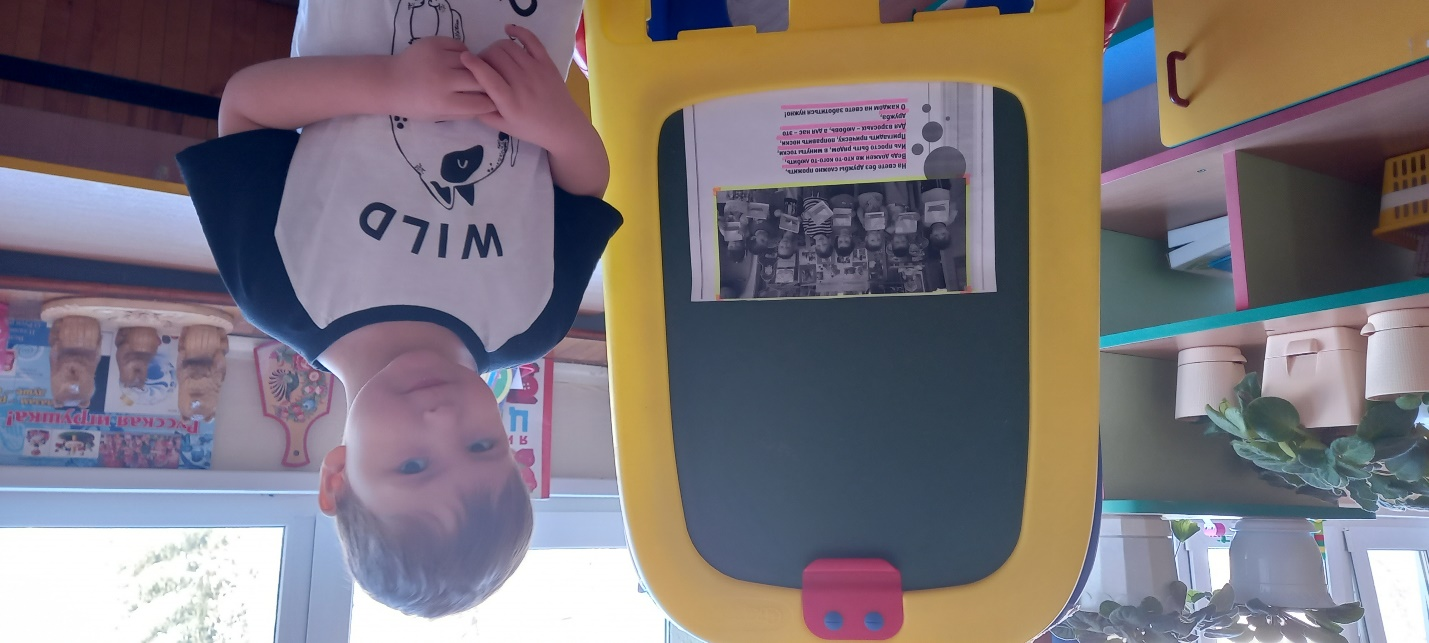 WILD
На свете без дружбы сложно прожить,
Ведь должен же кто-то кого-то любить,
Иль просто быть рядом, в минуты тоски,
Пригладить прическу, поправить носки,
Для взрослых – любовь, а для нас – это
дружба,
О каждом на свете заботиться нужно!
Русская игрушка!